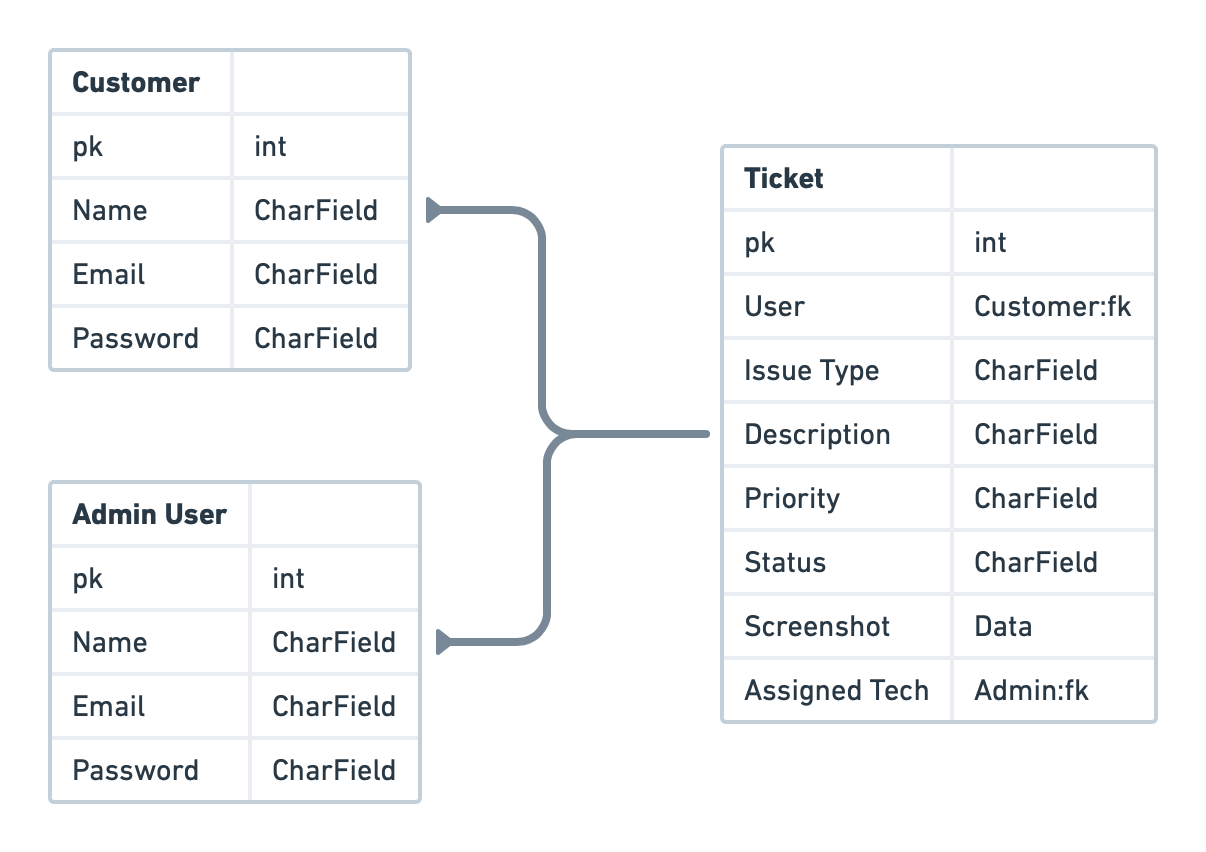 Customer
pk int
Name CharField
Email CharField
Password CharField
Admin User
pk int
Name CharField
Email CharField
Password CharField
Ticket
pk int
User Customer:fk
Issue Type CharField
Description CharField
Priority CharField
Status CharField
Screenshot Data
Assigned Tech Admin:fk